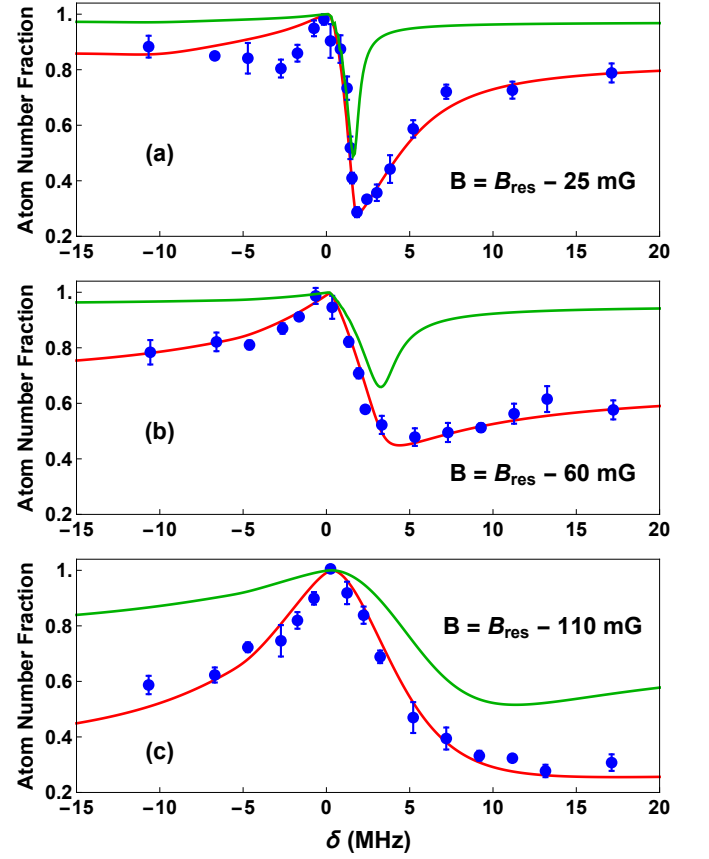 Atom Number Fraction
1.
0.8
0.6
0.4
0.2
(a)
B = Bres − 25 mG
−15 −10 −5 0 5 10 15 20
Atom Number Fraction
1.
0.8
0.6
0.4
0.2
(b)
B = Bres − 60 mG
−15 −10 −5 0 5 10 15 20
Atom Number Fraction
1.
0.8
0.6
0.4
0.2
B = Bres − 110 mG
(c)
−15 −10 −5 0 5 10 15 20
δ (MHz)